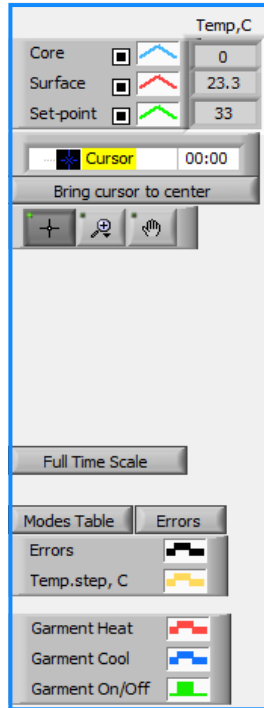 Temp,C
Core 0
Surface 23.3
Set-point 33
Cursor 00:00
Bring cursor to center
Full Time Scale
Modes Table Errors
Errors
Temp.step, C
Garment Heat
Garment Cool
Garment On/Off